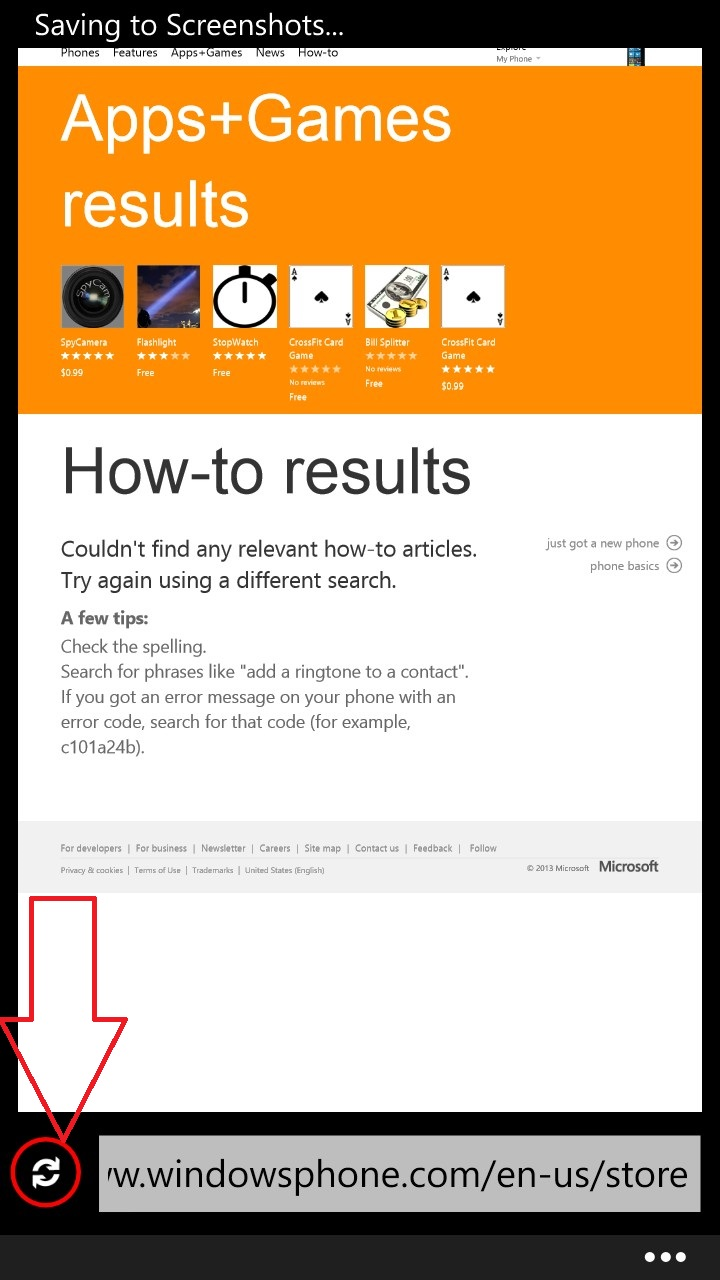 Saving to Screenshots...
Phones Features Apps+Games News How-to
Explore
My Phone
Apps+Games
results
SpyCam
SpyCamera Flashlight StopWatch CrossFit Card Game Bill Splitter CrossFit Card Game
No reviews No reviews
$0.99 Free Free Free Free $0.99
How-to results
Couldn't find any relevant how-to articles.
Try again using a different search.
just got a new phone
phone basics
A few tips:
Check the spelling.
Search for phrases like "add a ringtone to a contact".
If you got an error message on your phone with an
error code, search for that code (for example,
c101a24b).
For developers | For business | Newsletter | Careers | Site map | Contact us | Feedback | Follow
Privacy & cookies | Terms of Use | Trademarks | United States (English)
© 2013 Microsoft Microsoft
w.windowsphone.com/en-us/store